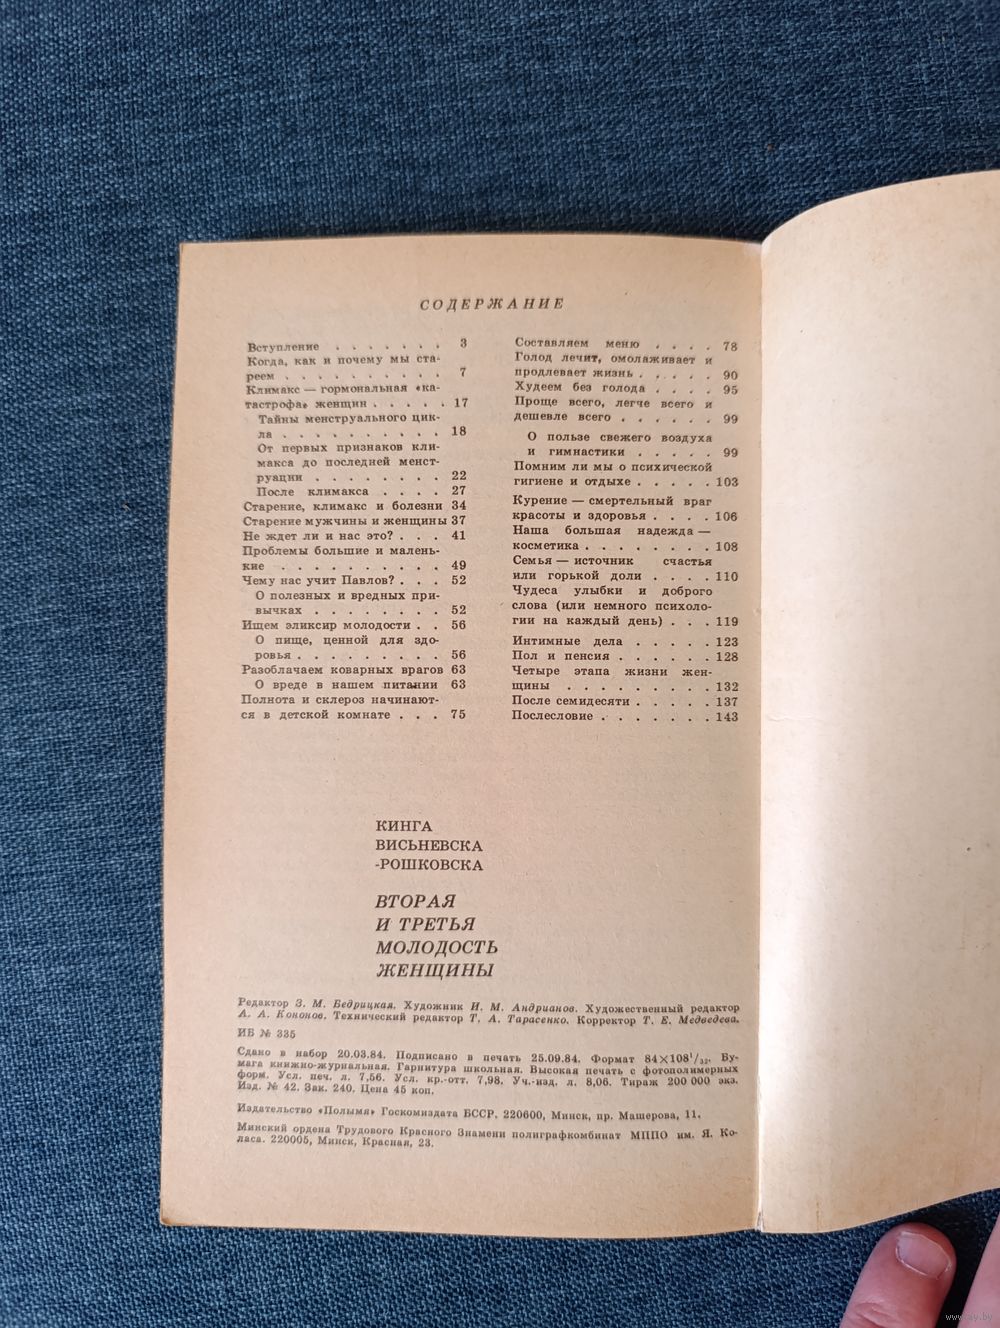 СОДЕРЖАНИЕ
Вступление . . . . . . . 3
Когда, как и почему мы ста-
реем . . . . . . . . . . 7
Климакс — гормональная «ка-
тастрофа» женщин . . . . . 17
Тайны менструального цик-
ла . . . . . . . . . . 18
От первых признаков кли-
макса до последней менст-
руации . . . . . . . . 22
После климакса . . . . 27
Старение, климакс и болезни 34
Старение мужчины и женщины 37
Не ждет ли и нас это? . . . 41
Проблемы большие и малень-
кие . . . . . . . . . . 49
Чему нас учит Павлов? . . . 52
О полезных и вредных при-
вычках . . . . . . . . 52
Ищем эликсир молодости . . 56
О пище, ценной для здо-
ровья . . . . . . . . . 56
Разоблачаем коварных врагов 63
О вреде в нашем питании 63
Полнота и склероз начинают-
ся в детской комнате . . . 75
Составляем меню . . . . 78
Голод лечит, омолаживает и
продлевает жизнь . . . . . 90
Худеем без голода . . . . 95
Проще всего, легче всего и
дешевле всего . . . . . . 99
О пользе свежего воздуха
и гимнастики . . . . . 99
Помним ли мы о психической
гигиене и отдыхе . . . . . 103
Курение — смертельный враг
красоты и здоровья . . . . 106
Наша большая надежда —
косметика . . . . . . . . 108
Семья — источник счастья
или горькой доли . . . . 110
Чудеса улыбки и доброго
слова (или немного психоло-
гии на каждый день) . . . 119
Интимные дела . . . . . 123
Пол и пенсия . . . . . . 128
Четыре этапа жизни жен-
щины . . . . . . . . . 132
После семидесяти . . . . . 137
Послесловие . . . . . . . 143
КИНГА
ВИСЬНЕВСКА
-РОШКОВСКА
ВТОРАЯ
И ТРЕТЬЯ
МОЛОДОСТЬ
ЖЕНЩИНЫ
Редактор З. М. Бедрицкая. Художник И. М. Андрианов. Художественный редактор
А. А. Кононов. Технический редактор Т. А. Тарасенко. Корректор Т. Е. Медведева.
ИБ № 335
Сдано в набор 20.03.84. Подписано в печать 25.09.84. Формат 84×108¹/₃₂. Бу-
мага книжно-журнальная. Гарнитура школьная. Высокая печать с фотополимерных
форм. Усл. печ. л. 7,56. Усл. кр.-отт. 7,98. Уч.-изд. л. 8,06. Тираж 200 000 экз.
Изд. № 42. Зак. 240. Цена 45 коп.
Издательство «Полымя» Госкомиздата БССР. 220600, Минск, пр. Машерова, 11.
Минский ордена Трудового Красного Знамени полиграфкомбинат МППО им. Я. Ко-
ласа. 220005, Минск, Красная, 23.
www.ay.by